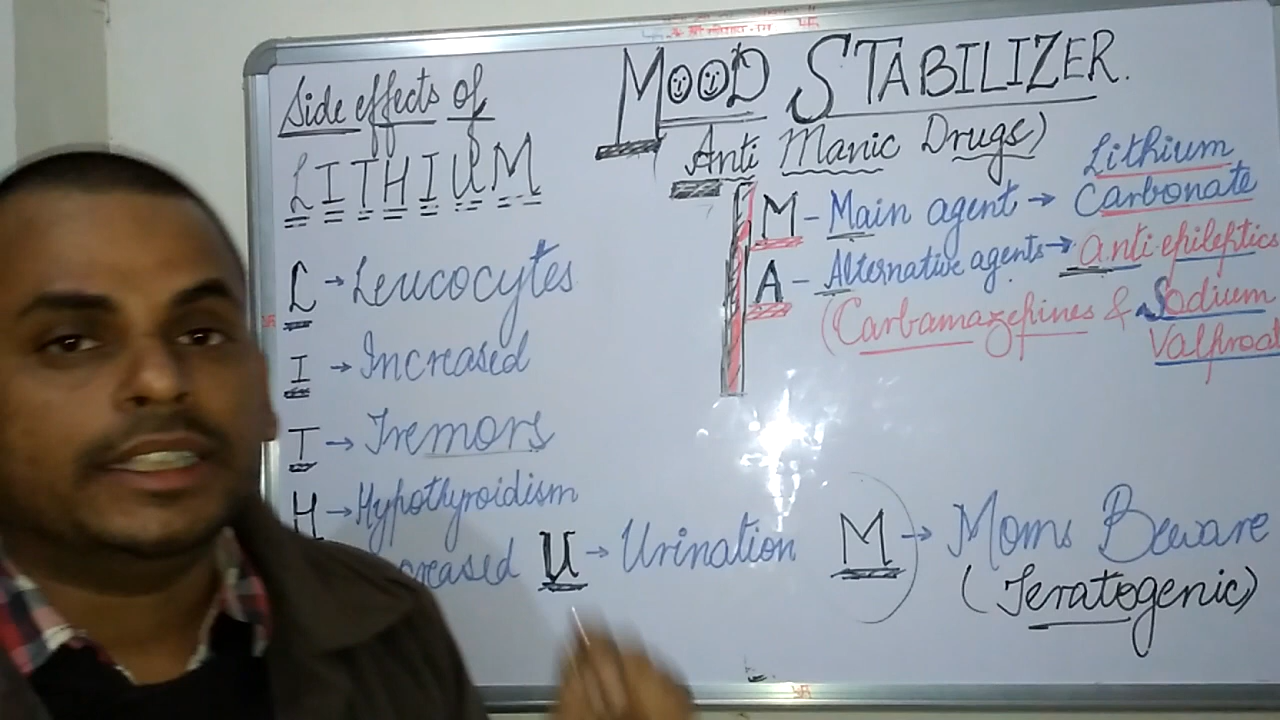 MOOD STABILIZER.
(Anti Manic Drugs)
M - Main agent → Lithium Carbonate
A - Alternative agents → anti epileptics
(Carbamazepines & Sodium
Side effects of
LITHIUM
L → Leucocytes
I → Increased
T → Tremors
H → Hypothyroidism
U → Urination
M → Moms Beware
(Teratogenic)